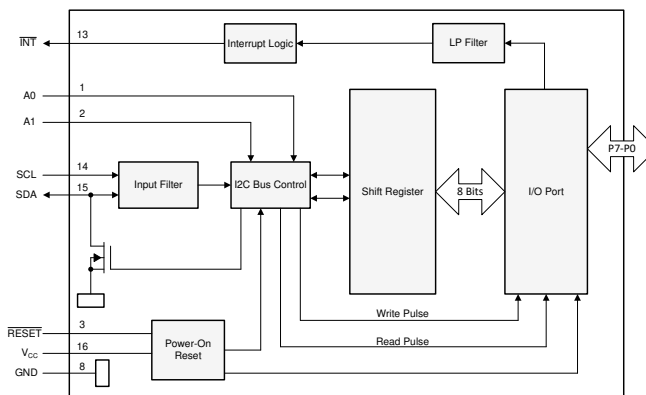 INT
13
Interrupt Logic
LP Filter
A0
1
A1
2
SCL
14
SDA
15
Input Filter
I2C Bus Control
Shift Register
8 Bits
I/O Port
P7-P0
Write Pulse
Read Pulse
RESET
3
VCC
16
GND
8
Power-On
Reset